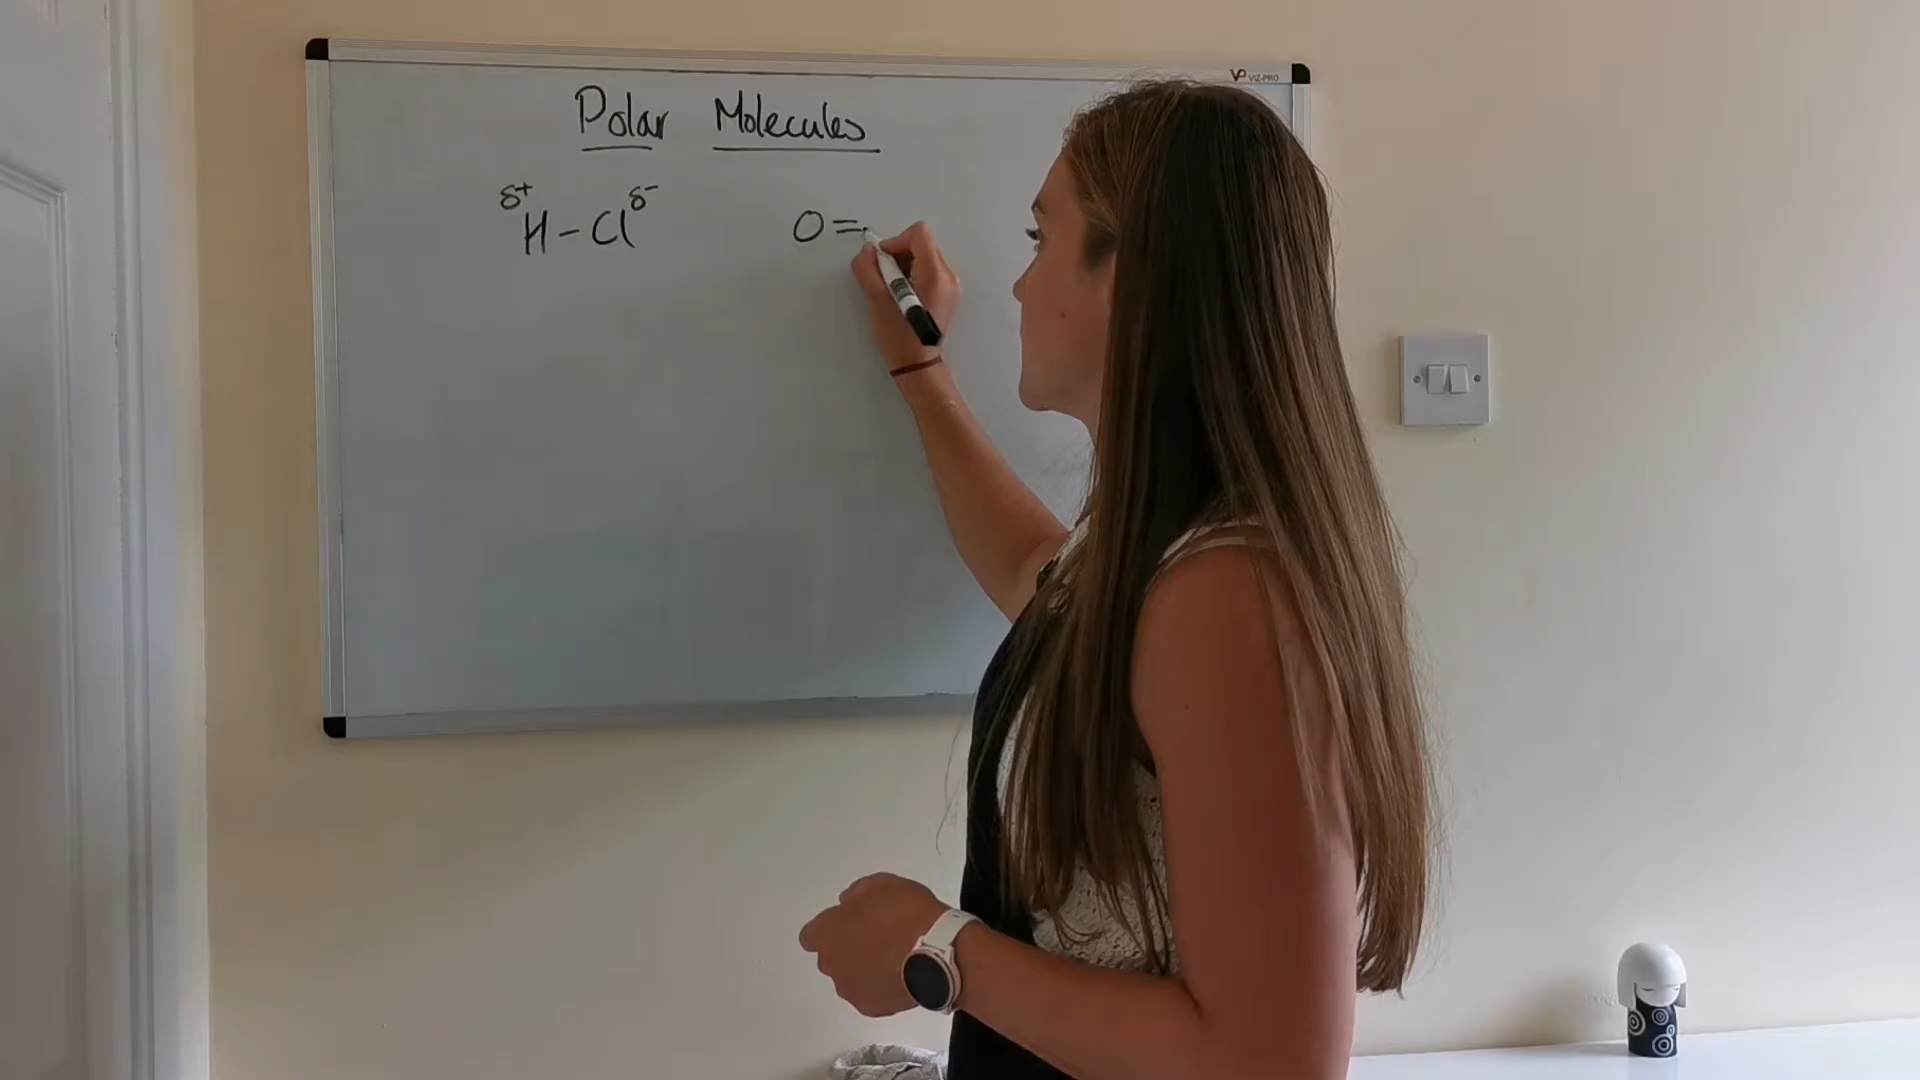 VP VIZ-PRO
Polar Molecules
δ+ H – Cl δ- O =